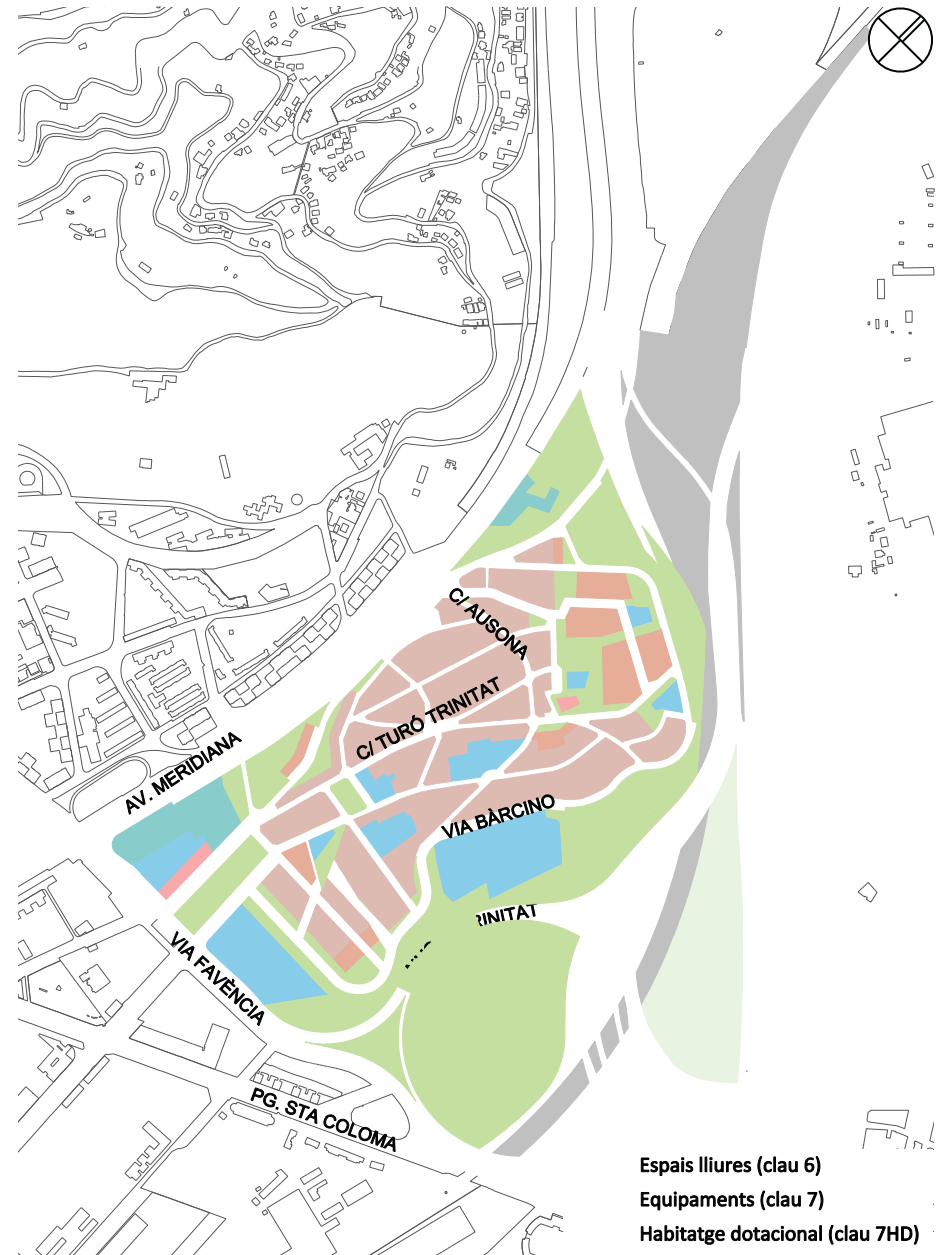 C/ AUSONA
C/ TURÓ TRINITAT
AV. MERIDIANA
VIA BÀRCINO
RINITAT
VIA FAVÈNCIA
PG. STA COLOMA
Espais lliures (clau 6)
Equipaments (clau 7)
Habitatge dotacional (clau 7HD)